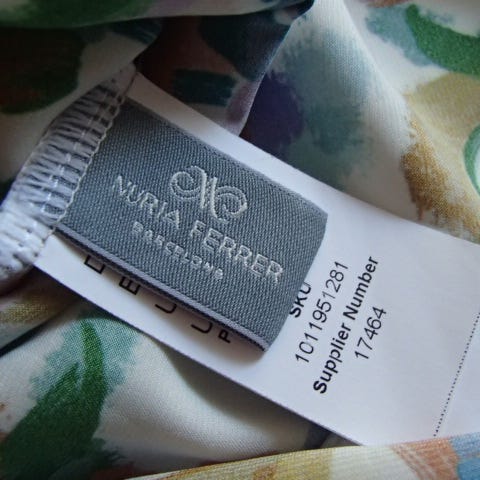 NURIA FERRER
BARCELONA
SKU
1011951281
Supplier Number
17464